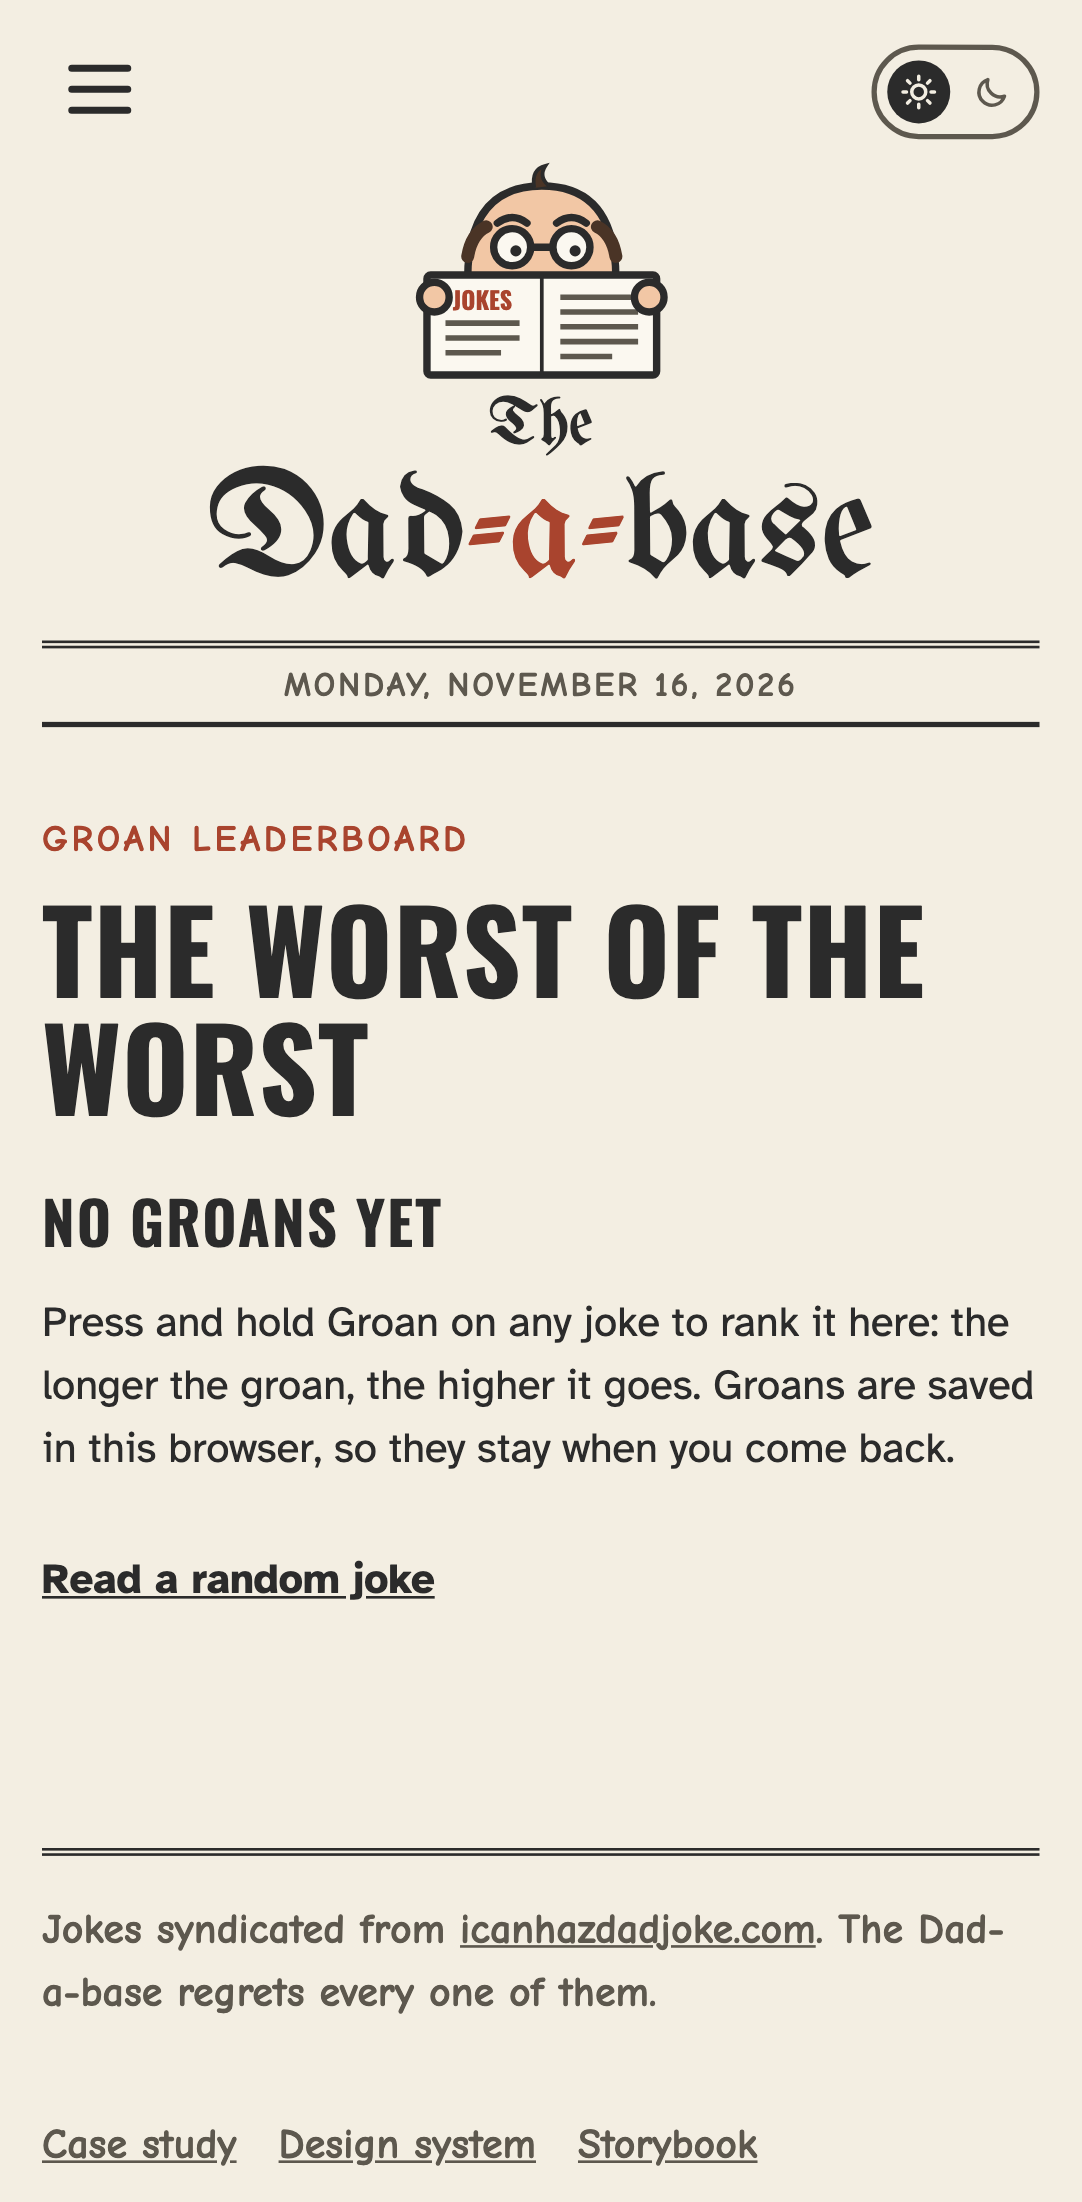 JOKES
The
Dad-a-base
MONDAY, NOVEMBER 16, 2026
GROAN LEADERBOARD
THE WORST OF THE
WORST
NO GROANS YET
Press and hold Groan on any joke to rank it here: the
longer the groan, the higher it goes. Groans are saved
in this browser, so they stay when you come back.
Read a random joke
Jokes syndicated from icanhazdadjoke.com. The Dad-
a-base regrets every one of them.
Case study Design system Storybook